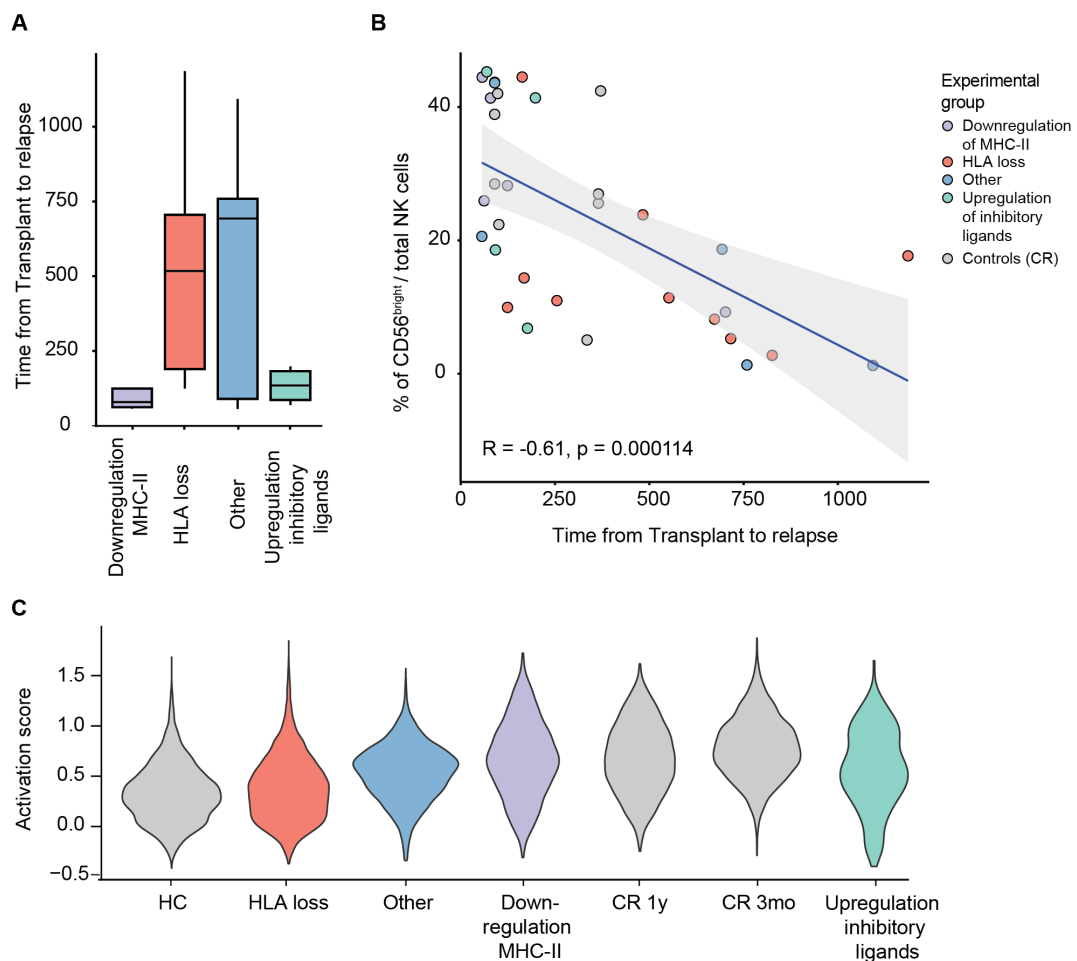 A
Time from Transplant to relapse
1000
750
500
250
0
Downregulation
MHC-II
HLA loss
Other
Upregulation
inhibitory
ligands
B
% of CD56bright / total NK cells
40
20
0
R = -0.61, p = 0.000114
0
250
500
750
1000
Time from Transplant to relapse
Experimental
group
Downregulation
of MHC-II
HLA loss
Other
Upregulation
of inhibitory
ligands
Controls (CR)
C
Activation score
1.5
1.0
0.5
0.0
−0.5
HC
HLA loss
Other
Down-
regulation
MHC-II
CR 1y
CR 3mo
Upregulation
inhibitory
ligands